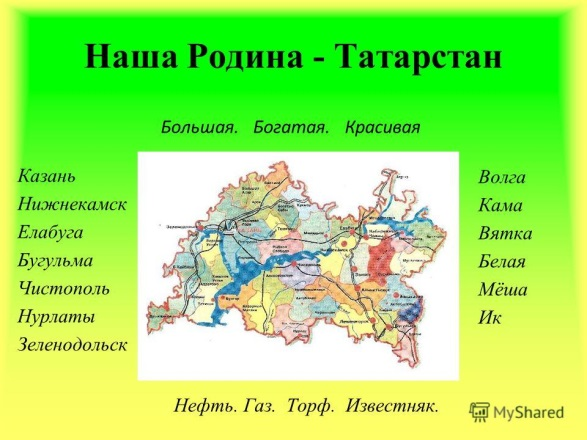 Наша Родина - Татарстан
Большая. Богатая. Красивая
Казань
Нижнекамск
Елабуга
Бугульма
Чистополь
Нурлаты
Зеленодольск
Волга
Кама
Вятка
Белая
Мёша
Ик
Нефть. Газ. Торф. Известняк.
MyShared